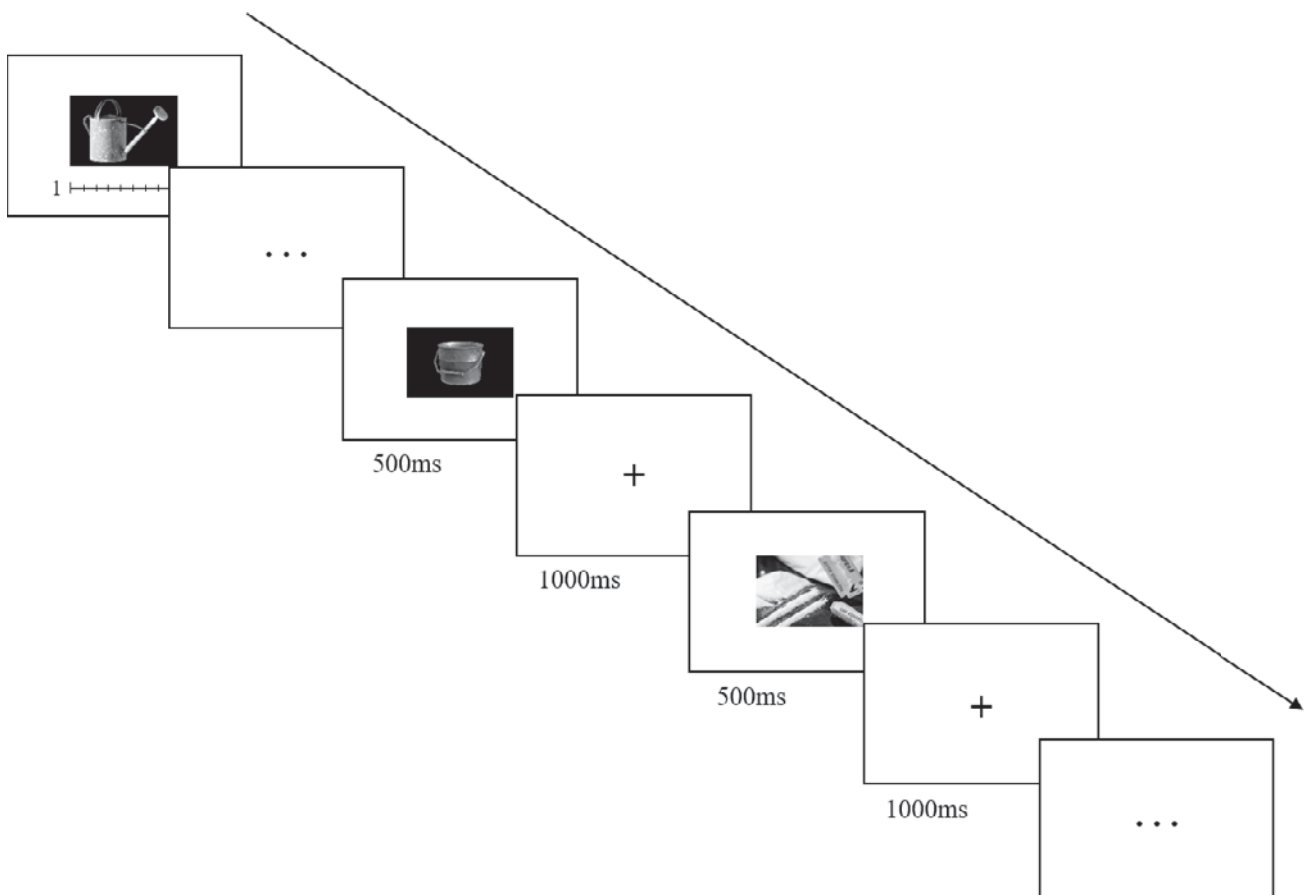 1
. . .
500ms
+
1000ms
500ms
+
1000ms
. . .